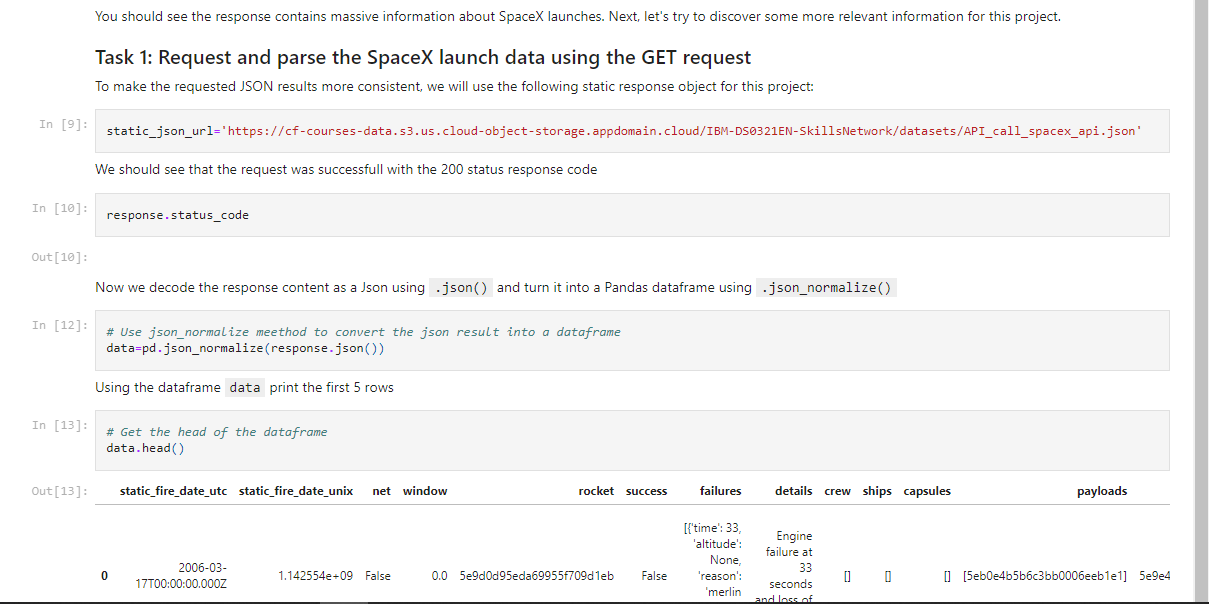 You should see the response contains massive information about SpaceX launches. Next, let's try to discover some more relevant information for this project.
Task 1: Request and parse the SpaceX launch data using the GET request
To make the requested JSON results more consistent, we will use the following static response object for this project:
In [9]: static_json_url='https://cf-courses-data.s3.us.cloud-object-storage.appdomain.cloud/IBM-DS0321EN-SkillsNetwork/datasets/API_call_spacex_api.json'
We should see that the request was successfull with the 200 status response code
In [10]: response.status_code
Out[10]:
Now we decode the response content as a Json using .json() and turn it into a Pandas dataframe using .json_normalize()
In [12]: # Use json_normalize meethod to convert the json result into a dataframe
data=pd.json_normalize(response.json())
Using the dataframe data print the first 5 rows
In [13]: # Get the head of the dataframe
data.head()
Out[13]: static_fire_date_utc static_fire_date_unix net window rocket success failures details crew ships capsules payloads
[{'time': 33,
'altitude': Engine
None, failure at
0 2006-03-17T00:00:00.000Z 1.142554e+09 False 0.0 5e9d0d95eda69955f709d1eb False 'reason': 33 [] [] [] [5eb0e4b5b6c3bb0006eeb1e1] 5e9e4
'merlin seconds
and loss of